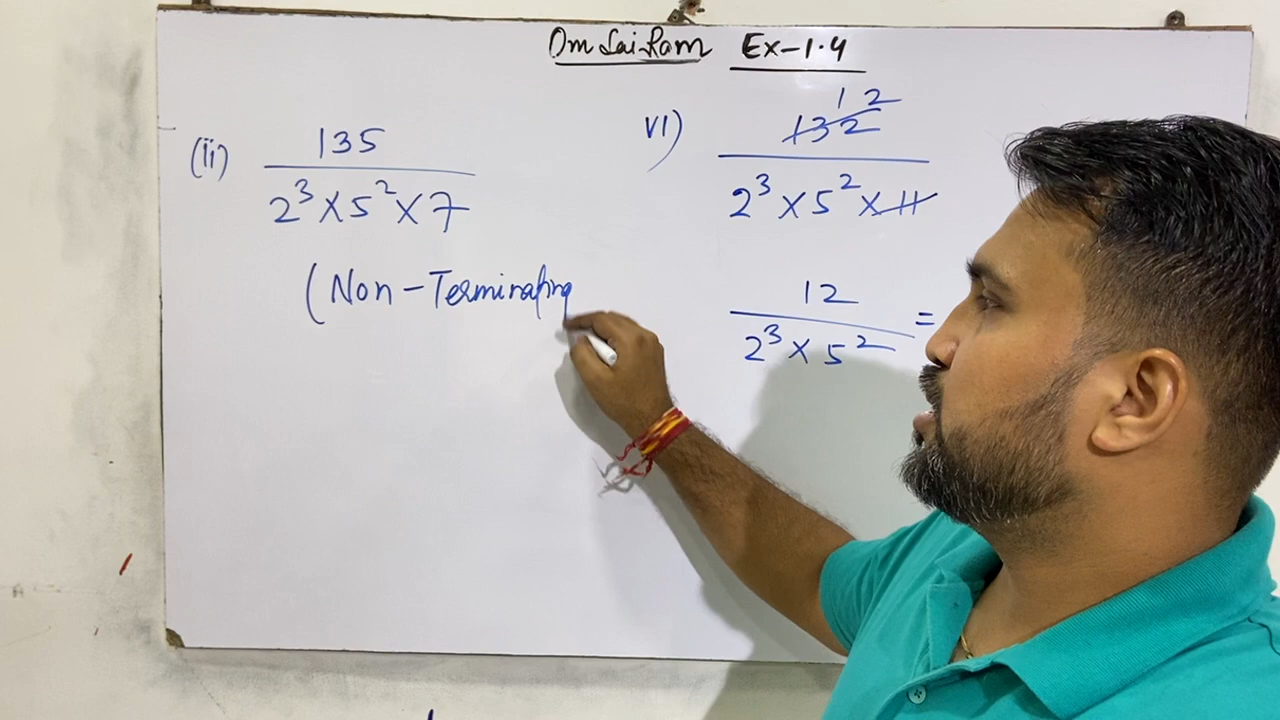 Om Sai Ram Ex-1.4
(ii) 135
2³×5²×7
(Non-Terminating
vi) 12
132
2³×5²×11
12
2³×5² =